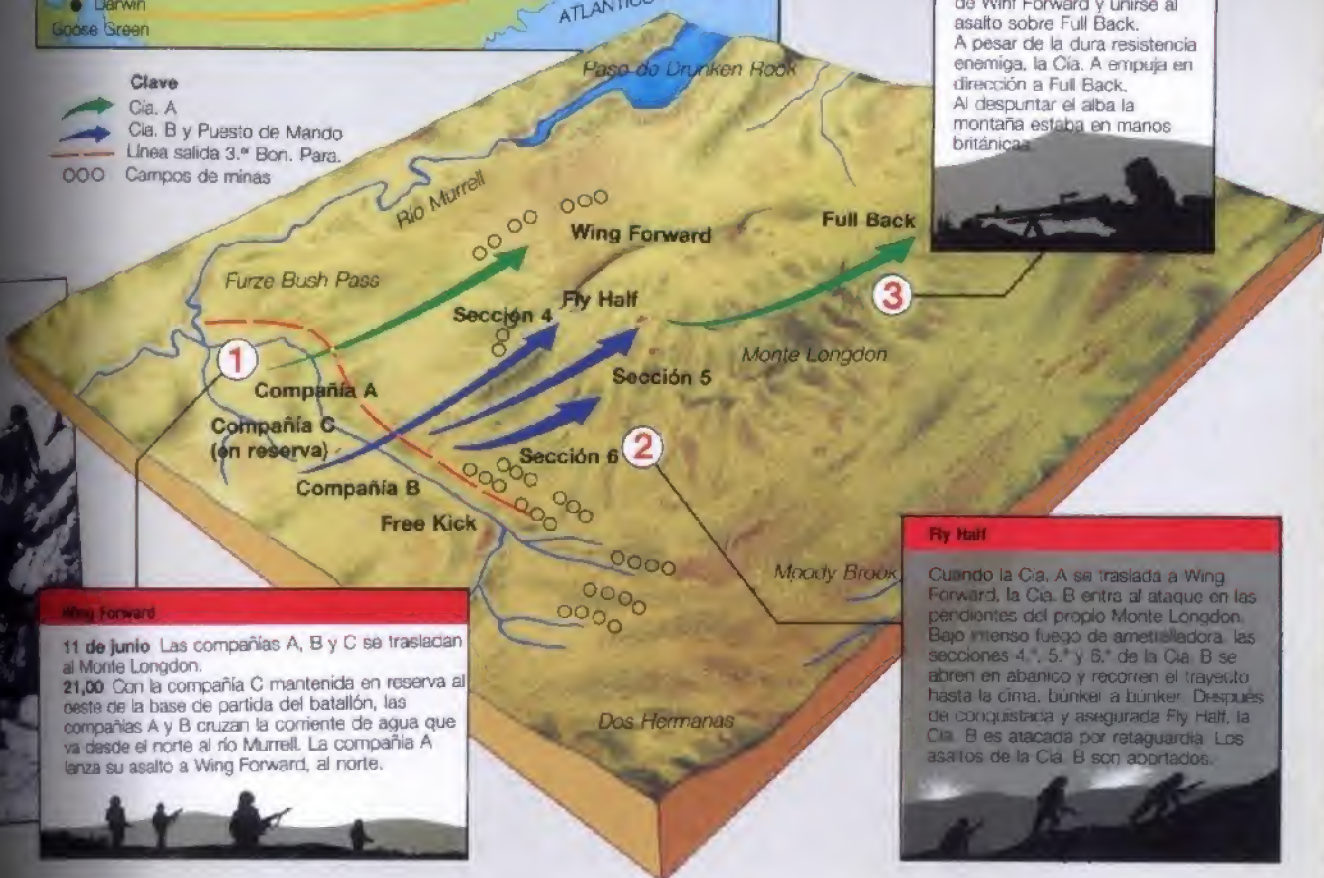 Darwin
Goose Green
ATLÁNTICO
Clave
Cía. A
Cía. B y Puesto de Mando
Línea salida 3.er Bon. Para.
Campos de minas
de Wing Forward y unirse al
asalto sobre Full Back.
A pesar de la dura resistencia
enemiga, la Cía. A empuja en
dirección a Full Back.
Al despuntar el alba la
montaña estaba en manos
británicas.
Paso de Drunken Rook
Río Murrell
Wing Forward
Full Back
Furze Bush Pass
Fly Half
Sección 4
3
1
Monte Longdon
Compañía A
Sección 5
Compañía C
(en reserva)
2
Sección 6
Compañía B
Free Kick
Moody Brook
Dos Hermanas
Wing Forward
11 de junio Las compañías A, B y C se trasladan
al Monte Longdon.
21,00 Con la compañía C mantenida en reserva al
oeste de la base de partida del batallón, las
compañías A y B cruzan la corriente de agua que
va desde el norte al río Murrell. La compañía A
lanza su asalto a Wing Forward, al norte.
Fly Half
Cuando la Cía. A se traslada a Wing
Forward, la Cía. B entra al ataque en las
pendientes del propio Monte Longdon.
Bajo intenso fuego de ametralladora, las
secciones 4.ª, 5.ª y 6.ª de la Cía. B se
abren en abanico y recorren el trayecto
hasta la cima, búnker a búnker. Después
de conquistada y asegurada Fly Half, la
Cía. B es atacada por retaguardia. Los
asaltos de la Cía. B son abortados.